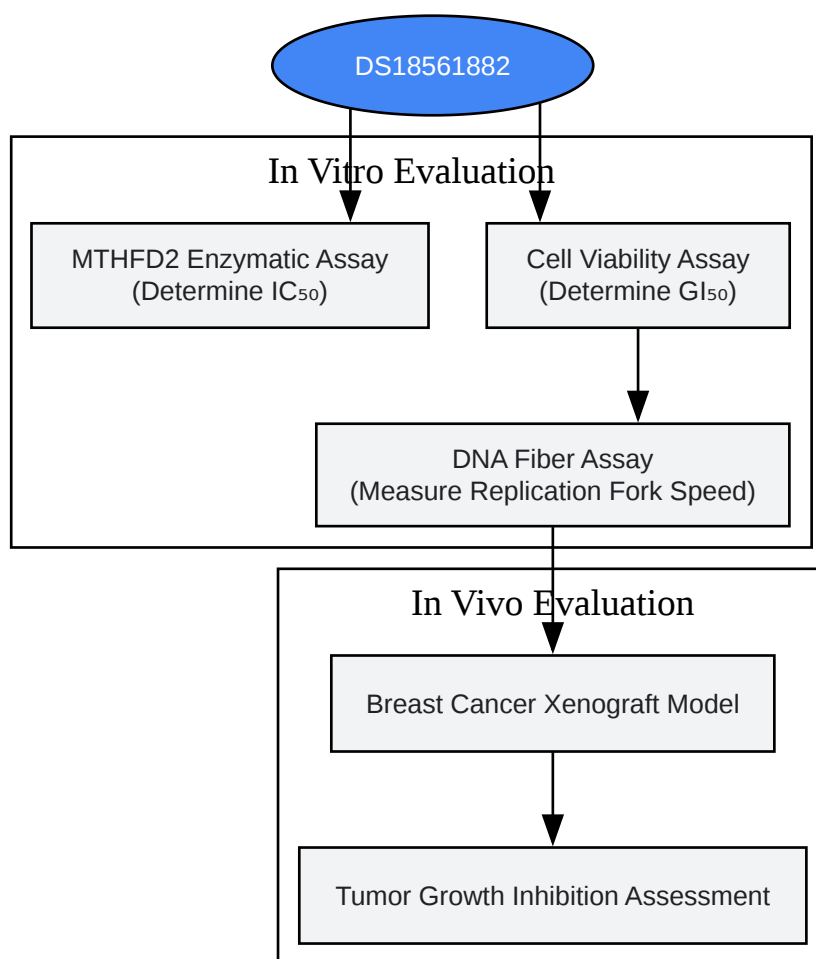 DS18561882
In Vitro Evaluation
MTHFD2 Enzymatic Assay
(Determine IC₅₀)
Cell Viability Assay
(Determine GI₅₀)
DNA Fiber Assay
(Measure Replication Fork Speed)
In Vivo Evaluation
Breast Cancer Xenograft Model
Tumor Growth Inhibition Assessment